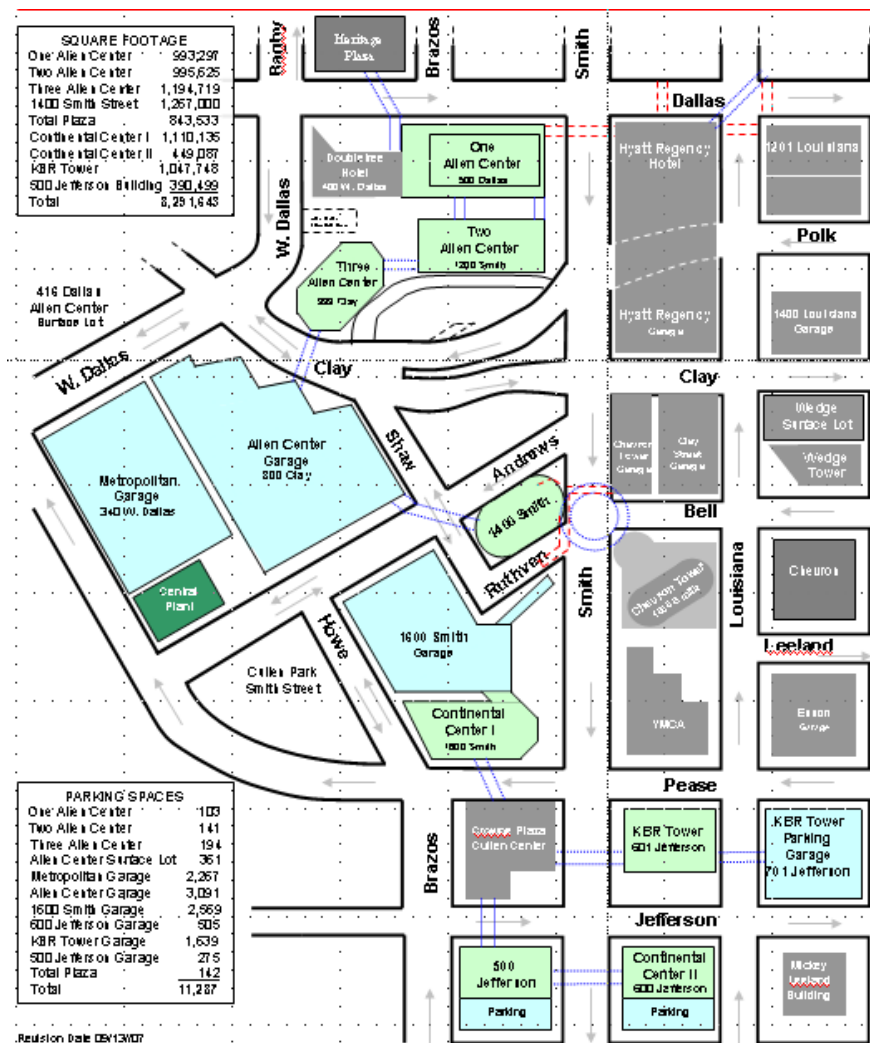 SQUARE FOOTAGE
One Allen Center 993,297
Two Allen Center 995,625
Three Allen Center 1,194,719
1400 Smith Street 1,267,000
Total Plaza 843,533
Continental Center I 1,110,135
Continental Center II 449,087
KBR Tower 1,047,748
500 Jefferson Building 390,499
Total 8,291,643
Heritage
Plaza
Brazos
Smith
Dallas
One
Allen Center
500 Dallas
Doubletree
Hotel
400 W. Dallas
Hyatt Regency
Hotel
1201 Louisiana
W. Dallas
Two
Allen Center
1200 Smith
Polk
Three
Allen Center
333 Clay
416 Dallas
Allen Center
Surface Lot
Hyatt Regency
Garage
1400 Louisiana
Garage
W. Dallas
Clay
Clay
Shaw
Andrews
Allen Center
Garage
800 Clay
Metropolitan
Garage
340 W. Dallas
Chevron
Tower
Garage
Clay
Street
Garage
Wedge
Surface Lot
Wedge
Tower
1400 Smith
Bell
Ruthven
Central
Plant
Howe
1600 Smith
Garage
Smith
Chevron Tower
Louisiana
Chevron
Leeland
Cullen Park
Smith Street
Continental
Center I
1600 Smith
YMCA
Garage
Pease
PARKING SPACES
One Allen Center 103
Two Allen Center 141
Three Allen Center 194
Allen Center Surface Lot 361
Metropolitan Garage 2,267
Allen Center Garage 3,091
1600 Smith Garage 2,569
600 Jefferson Garage 505
KBR Tower Garage 1,639
500 Jefferson Garage 275
Total Plaza 142
Total 11,287
Brazos
Crowne Plaza
Cullen Center
KBR Tower
601 Jefferson
KBR Tower
Parking
Garage
701 Jefferson
Jefferson
500
Jefferson
Parking
Continental
Center II
600 Jefferson
Parking
Mickey
Leeland
Building
Revision Date 09/13/07